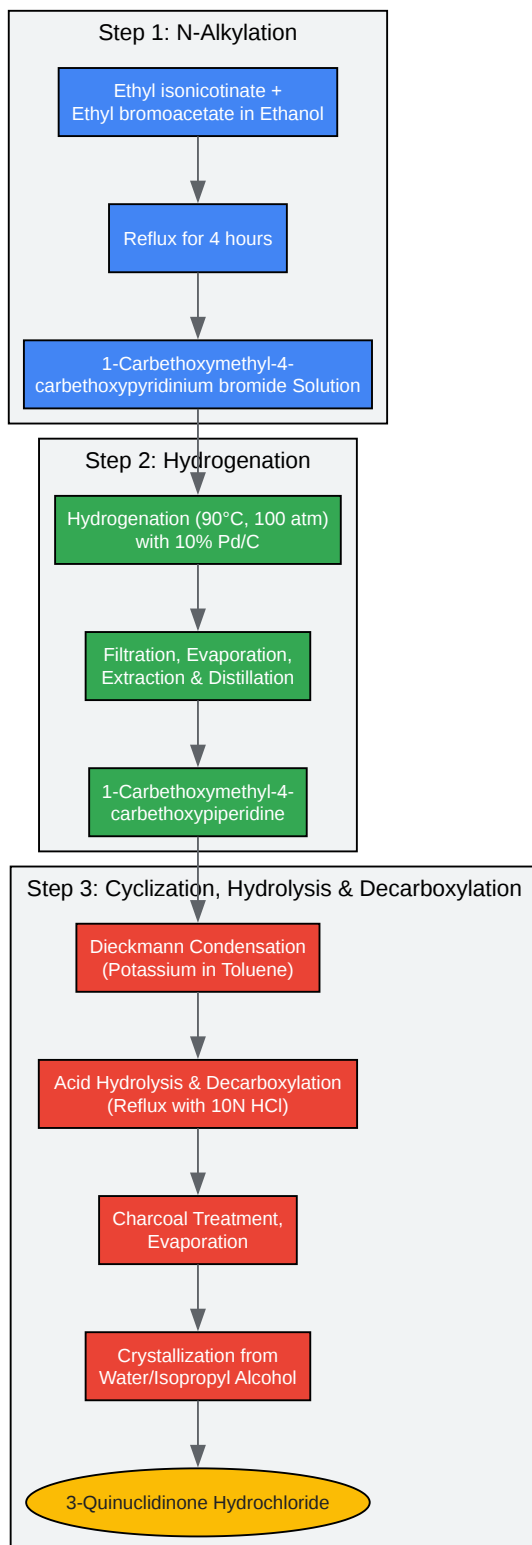 Step 1: N-Alkylation
Ethyl isonicotinate +
Ethyl bromoacetate in Ethanol
Reflux for 4 hours
1-Carbethoxymethyl-4-
carbethoxypyridinium bromide Solution
Step 2: Hydrogenation
Hydrogenation (90°C, 100 atm)
with 10% Pd/C
Filtration, Evaporation,
Extraction & Distillation
1-Carbethoxymethyl-4-
carbethoxypiperidine
Step 3: Cyclization, Hydrolysis & Decarboxylation
Dieckmann Condensation
(Potassium in Toluene)
Acid Hydrolysis & Decarboxylation
(Reflux with 10N HCl)
Charcoal Treatment,
Evaporation
Crystallization from
Water/Isopropyl Alcohol
3-Quinuclidinone Hydrochloride